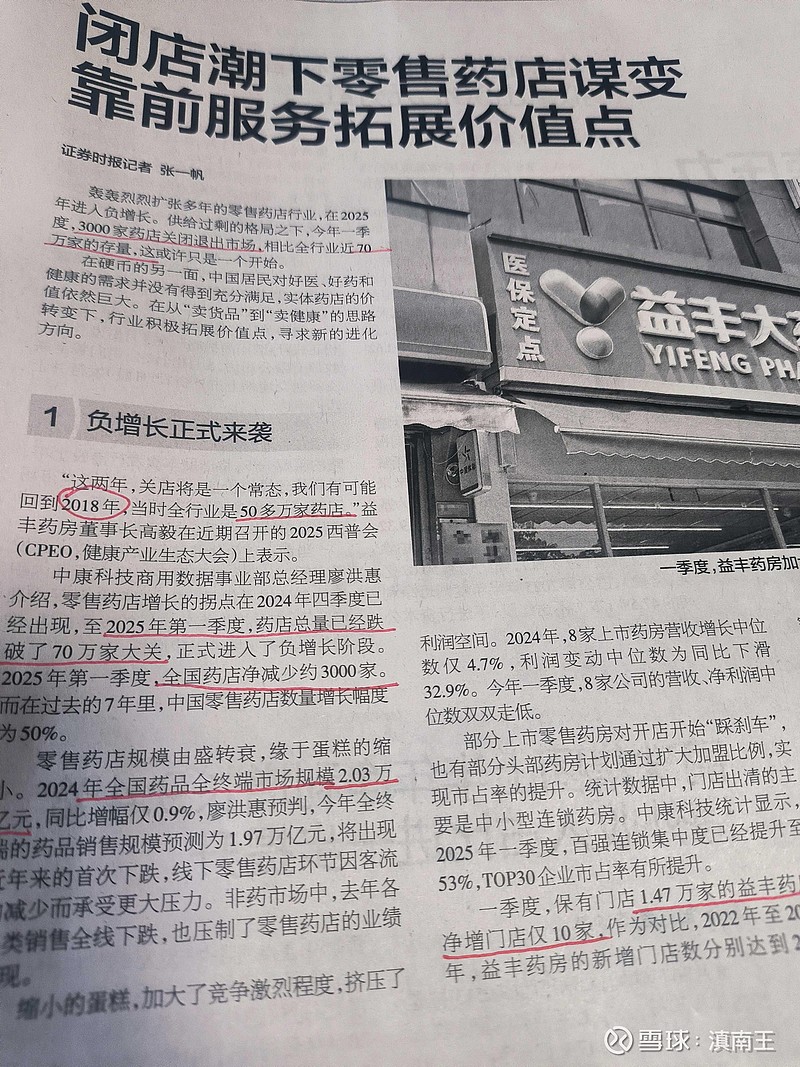 闭店潮下零售药店谋变
靠前服务拓展价值点
证券时报记者 张一帆
轰轰烈烈扩张多年的零售药店行业，在2025
年进入负增长。供给过剩的格局之下，今年一季
度，3000家药店关闭退出市场，相比全行业近70
万家的存量，这或许只是一个开始。
在硬币的另一面，中国居民对好医、好药和
健康的需求并没有得到充分满足，实体药店的价
值依然巨大。在从“卖货品”到“卖健康”的思路
转变下，行业积极拓展价值点，寻求新的进化
方向。
医保定点
益丰大
YIFENG PHA
一季度，益丰药房加
1 负增长正式来袭
“这两年，关店将是一个常态，我们有可能
回到2018年，当时全行业是50多万家药店。”益
丰药房董事长高毅在近期召开的2025西普会
（CPEO，健康产业生态大会）上表示。
中康科技商用数据事业部总经理廖洪惠
介绍，零售药店增长的拐点在2024年四季度已
经出现，至2025年第一季度，药店总量已经跌
破了70万家大关，正式进入了负增长阶段。
2025年第一季度，全国药店净减少约3000家。
而在过去的7年里，中国零售药店数量增长幅度
为50%。
零售药店规模由盛转衰，缘于蛋糕的缩
小。2024年全国药品全终端市场规模2.03万
亿元，同比增幅仅0.9%，廖洪惠预判，今年全终
端的药品销售规模预测为1.97万亿元，将出现
近年来的首次下跌，线下零售药店环节因客流
的减少而承受更大压力。非药市场中，去年各
类销售全线下跌，也压制了零售药店的业绩
现。
缩小的蛋糕，加大了竞争激烈程度，挤压了
利润空间。2024年，8家上市药房营收增长中位
数仅4.7%，利润变动中位数为同比下滑
32.9%。今年一季度，8家公司的营收、净利润中
位数双双走低。
部分上市零售药房对开店开始“踩刹车”，
也有部分头部药房计划通过扩大加盟比例，实
现市占率的提升。统计数据中，门店出清的主
要是中小型连锁药房。中康科技统计显示，
2025年一季度，百强连锁集中度已经提升至
53%，TOP30企业市占率有所提升。
一季度，保有门店1.47万家的益丰药
净增门店仅10家，作为对比，2022年至20
年，益丰药房的新增门店数分别达到2
雪球：滇南王